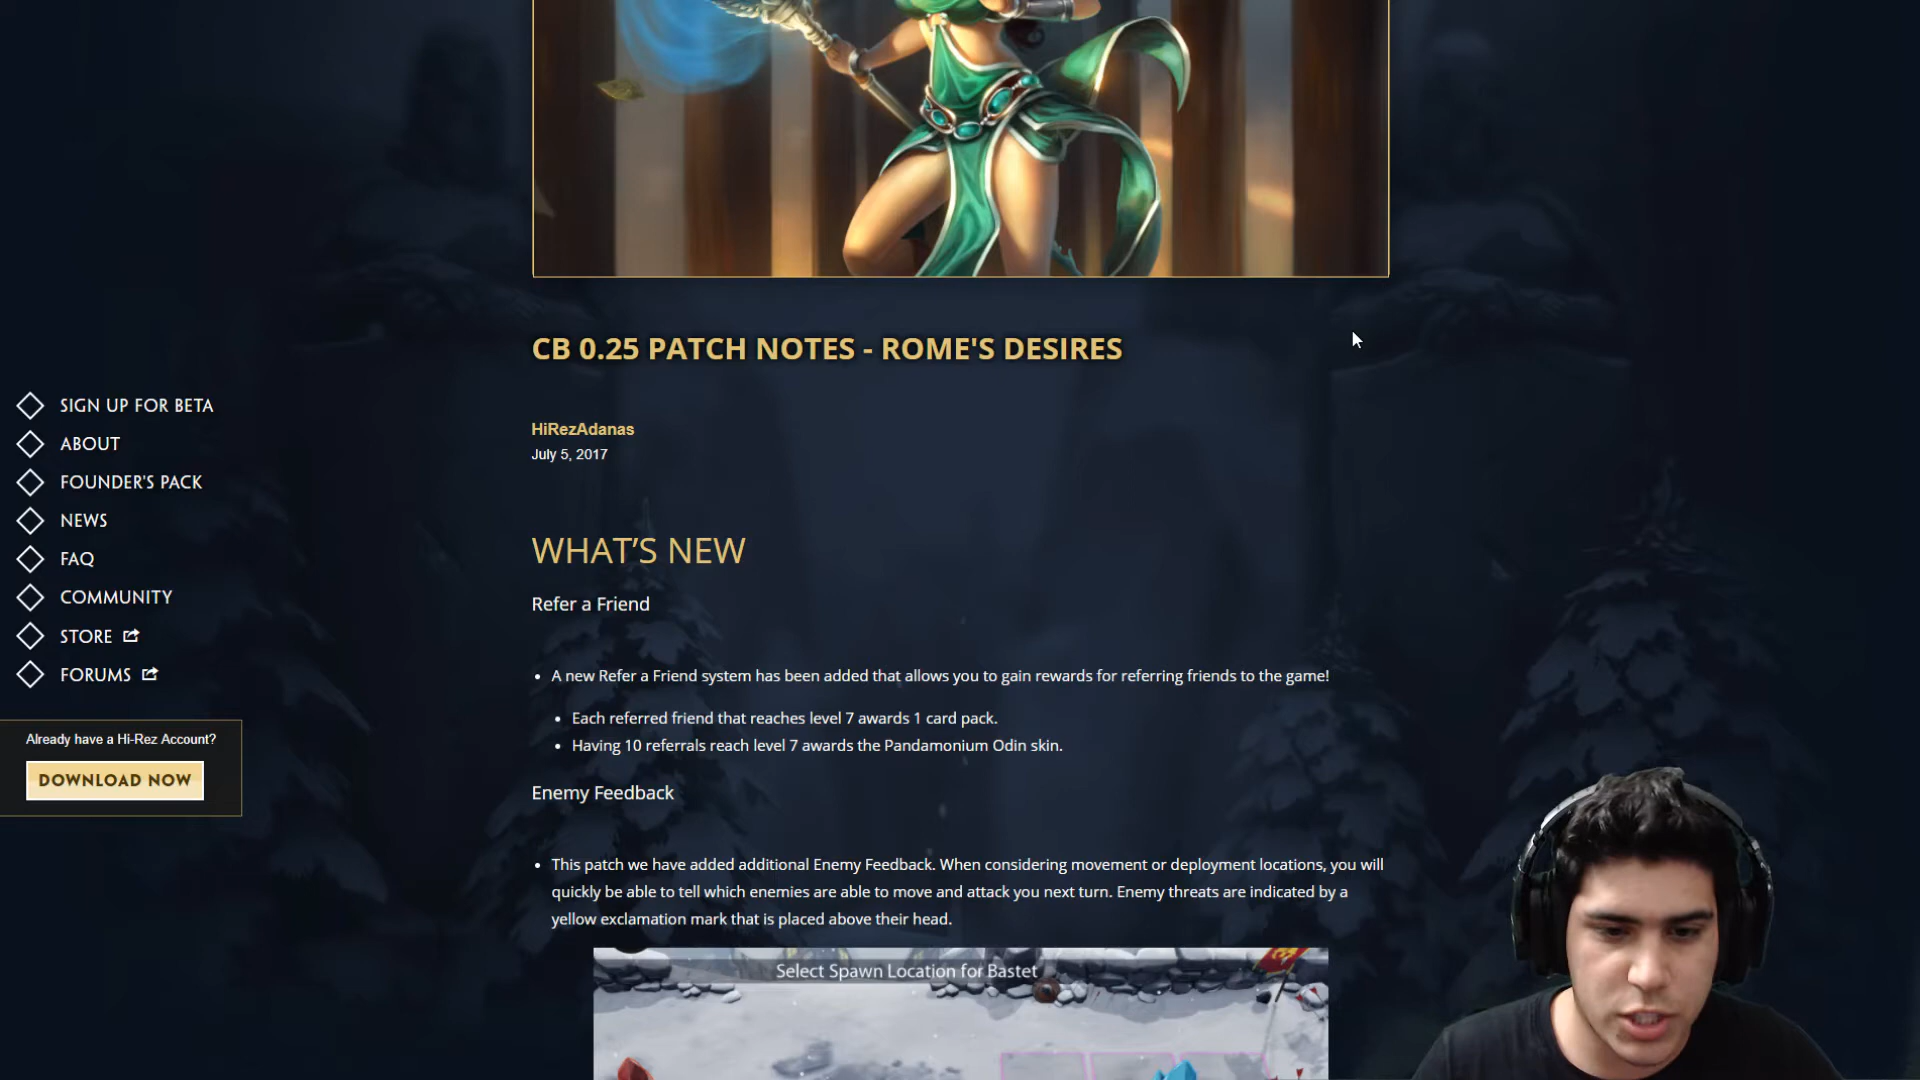 CB 0.25 PATCH NOTES - ROME'S DESIRES
HiRezAdanas
July 5, 2017
SIGN UP FOR BETA
ABOUT
FOUNDER'S PACK
NEWS
FAQ
COMMUNITY
STORE
FORUMS
Already have a Hi-Rez Account?
DOWNLOAD NOW
WHAT'S NEW
Refer a Friend
• A new Refer a Friend system has been added that allows you to gain rewards for referring friends to the game!
• Each referred friend that reaches level 7 awards 1 card pack.
• Having 10 referrals reach level 7 awards the Pandamonium Odin skin.
Enemy Feedback
• This patch we have added additional Enemy Feedback. When considering movement or deployment locations, you will
quickly be able to tell which enemies are able to move and attack you next turn. Enemy threats are indicated by a
yellow exclamation mark that is placed above their head.
Select Spawn Location for Bastet